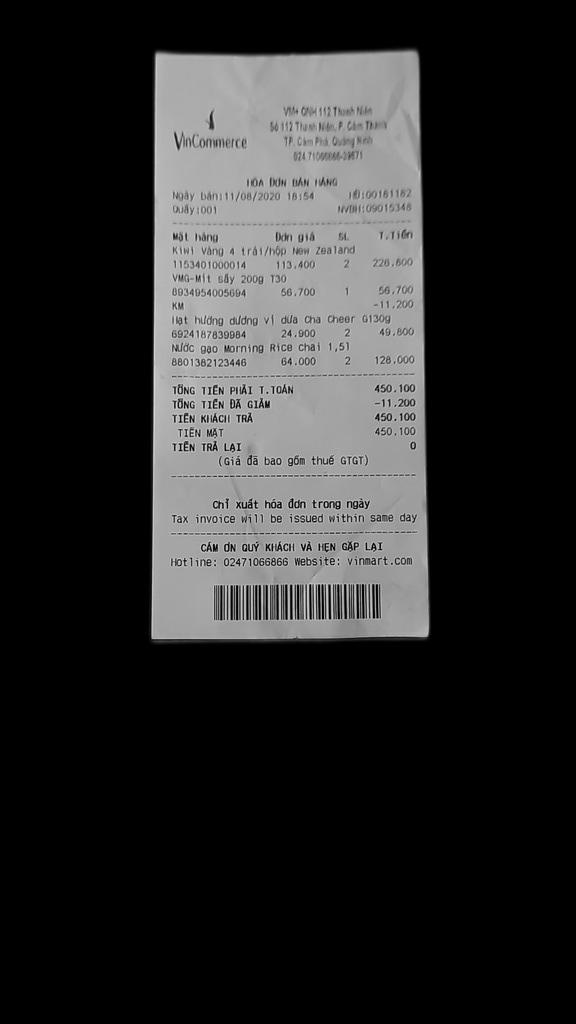 VinCommerce
VM+ QNH 112 Thanh Niên
Số 112 Thanh Niên, P. Cẩm Thành
TP. Cẩm Phả, Quảng Ninh
024.71066866-39671
HÓA ĐƠN BÁN HÀNG
Ngày bán:11/08/2020 18:54 HĐ:00161182
Quầy:001 NVBH:09015348
Mặt hàng Đơn giá SL T.Tiền
Kiwi Vàng 4 trái/hộp New Zealand
1153401000014 113.400 2 226.800
VMG-Mít sấy 200g T30
8934954005694 56.700 1 56.700
KM -11.200
Hạt hướng dương vị dừa Cha Cheer G130g
6924187839984 24.900 2 49.800
Nước gạo Morning Rice chai 1,5l
8801382123446 64.000 2 128.000
TỔNG TIỀN PHẢI T.TOÁN 450.100
TỔNG TIỀN ĐÃ GIẢM -11.200
TIỀN KHÁCH TRẢ 450.100
TIỀN MẶT 450.100
TIỀN TRẢ LẠI 0
(Giá đã bao gồm thuế GTGT)
Chỉ xuất hóa đơn trong ngày
Tax invoice will be issued within same day
CẢM ƠN QUÝ KHÁCH VÀ HẸN GẶP LẠI
Hotline: 02471066866 Website: vinmart.com